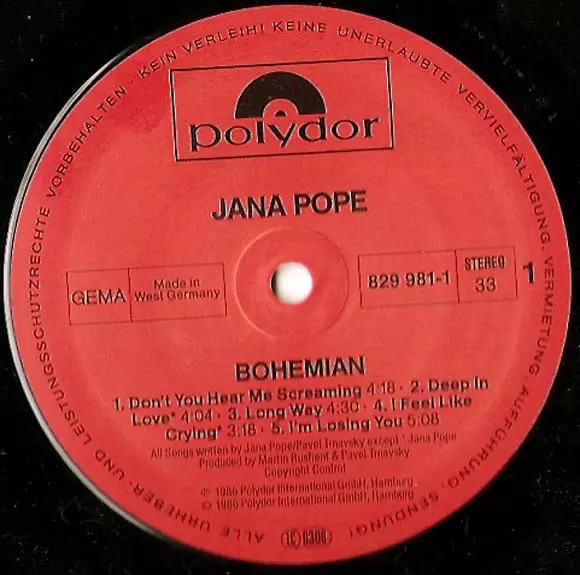 ALLE URHEBER- UND LEISTUNGSSCHUTZRECHTE VORBEHALTEN · KEIN VERLEIH! KEINE UNERLAUBTE VERVIELFÄLTIGUNG, VERMIETUNG, AUFFÜHRUNG, SENDUNG!
polydor
JANA POPE
GEMA
Made in
West Germany
829 981-1
STEREO
33
1
BOHEMIAN
1. Don't You Hear Me Screaming 4:18 · 2. Deep In
Love* 4:04 · 3. Long Way 4:30 · 4. I Feel Like
Crying* 3:18 · 5. I'm Losing You 5:08
All Songs written by Jana Pope/Pavel Trnavsky except * Jana Pope
Produced by Martin Rushent & Pavel Trnavsky
Copyright Control
℗ 1986 Polydor International GmbH, Hamburg
© 1986 Polydor International GmbH, Hamburg
LC 0309